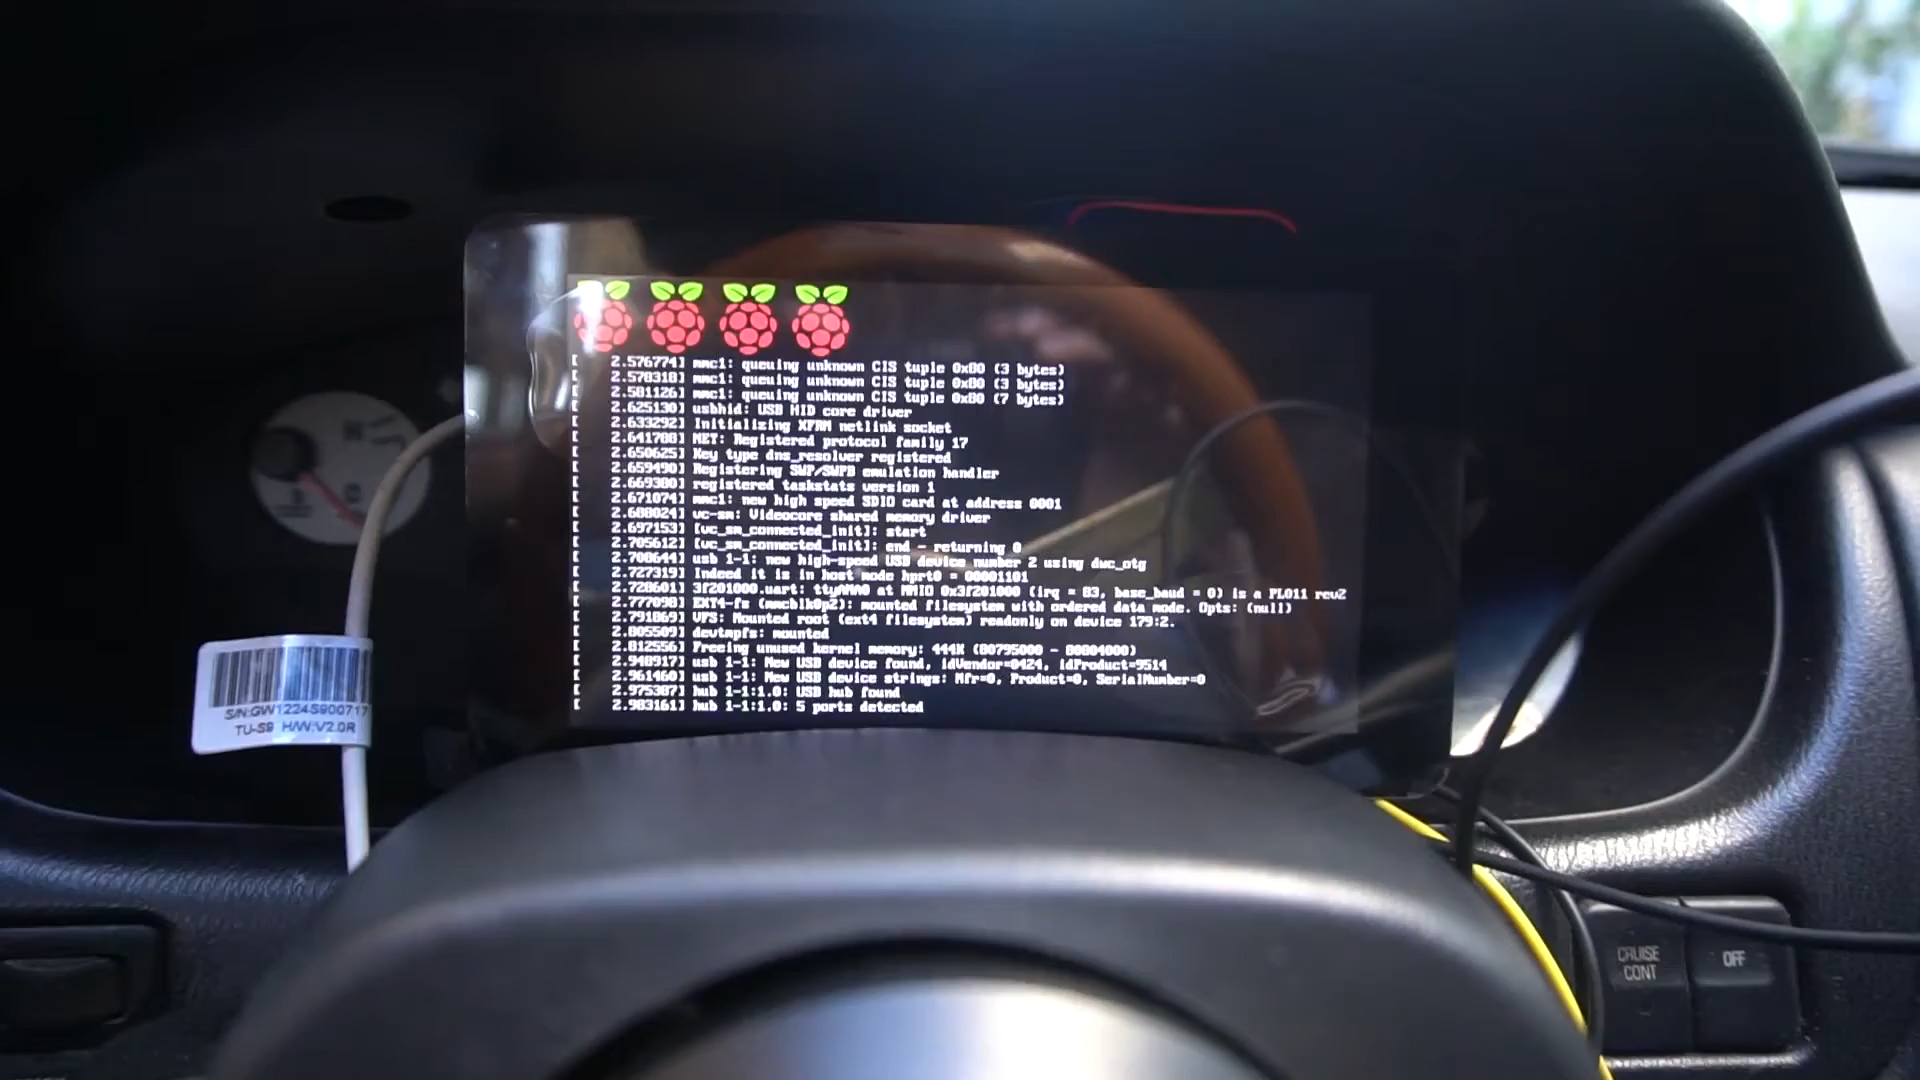 [    2.576774] mmc1: queuing unknown CIS tuple 0x80 (3 bytes)
[    2.578318] mmc1: queuing unknown CIS tuple 0x80 (3 bytes)
[    2.581126] mmc1: queuing unknown CIS tuple 0x80 (7 bytes)
[    2.625130] usbhid: USB HID core driver
[    2.633292] Initializing XFRM netlink socket
[    2.641788] NET: Registered protocol family 17
[    2.650625] Key type dns_resolver registered
[    2.659490] Registering SWP/SWPB emulation handler
[    2.669380] registered taskstats version 1
[    2.671074] mmc1: new high speed SDIO card at address 0001
[    2.688024] vc-sm: Videocore shared memory driver
[    2.697153] [vc_sm_connected_init]: start
[    2.705612] [vc_sm_connected_init]: end - returning 0
[    2.708644] usb 1-1: new high-speed USB device number 2 using dwc_otg
[    2.727319] Indeed it is in host mode hprt0 = 00001101
[    2.728601] 3f201000.uart: ttyAMA0 at MMIO 0x3f201000 (irq = 83, base_baud = 0) is a PL011 rev2
[    2.777098] EXT4-fs (mmcblk0p2): mounted filesystem with ordered data mode. Opts: (null)
[    2.791869] VFS: Mounted root (ext4 filesystem) readonly on device 179:2.
[    2.805509] devtmpfs: mounted
[    2.812556] Freeing unused kernel memory: 444K (80795000 - 80804000)
[    2.948917] usb 1-1: New USB device found, idVendor=0424, idProduct=9514
[    2.961460] usb 1-1: New USB device strings: Mfr=0, Product=0, SerialNumber=0
[    2.975387] hub 1-1:1.0: USB hub found
[    2.983161] hub 1-1:1.0: 5 ports detected
S/N:GW1224S900717
TU-S9 H/W:V2.0R
CRUISE
CONT
OFF